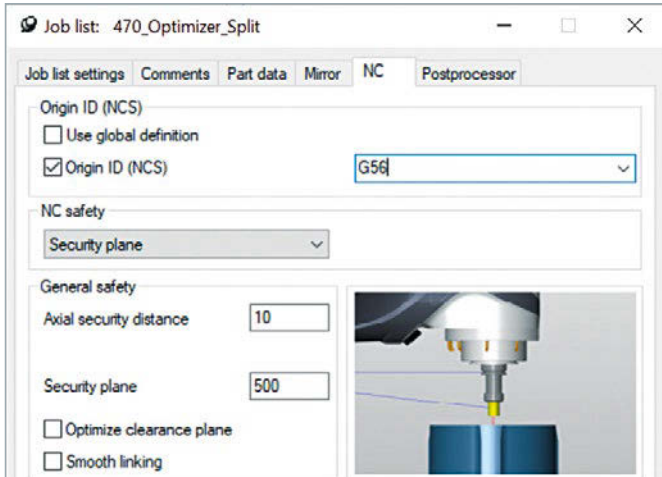 Job list: 470_Optimizer_Split
Job list settings Comments Part data Mirror NC Postprocessor
Origin ID (NCS)
Use global definition
Origin ID (NCS) G56
NC safety
Security plane
General safety
Axial security distance 10
Security plane 500
Optimize clearance plane
Smooth linking